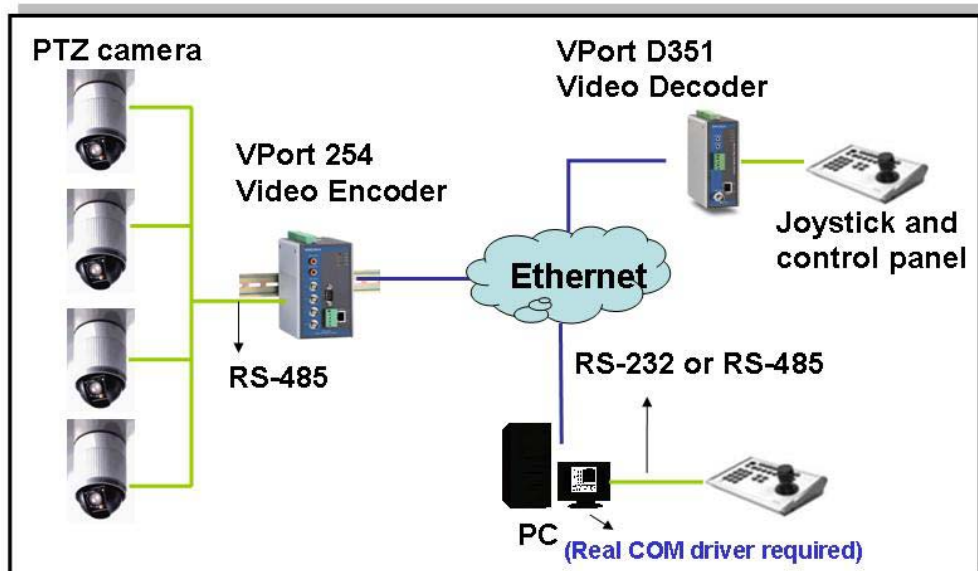 PTZ camera
VPort 254
Video Encoder
RS-485
Ethernet
VPort D351
Video Decoder
Joystick and
control panel
RS-232 or RS-485
PC
(Real COM driver required)